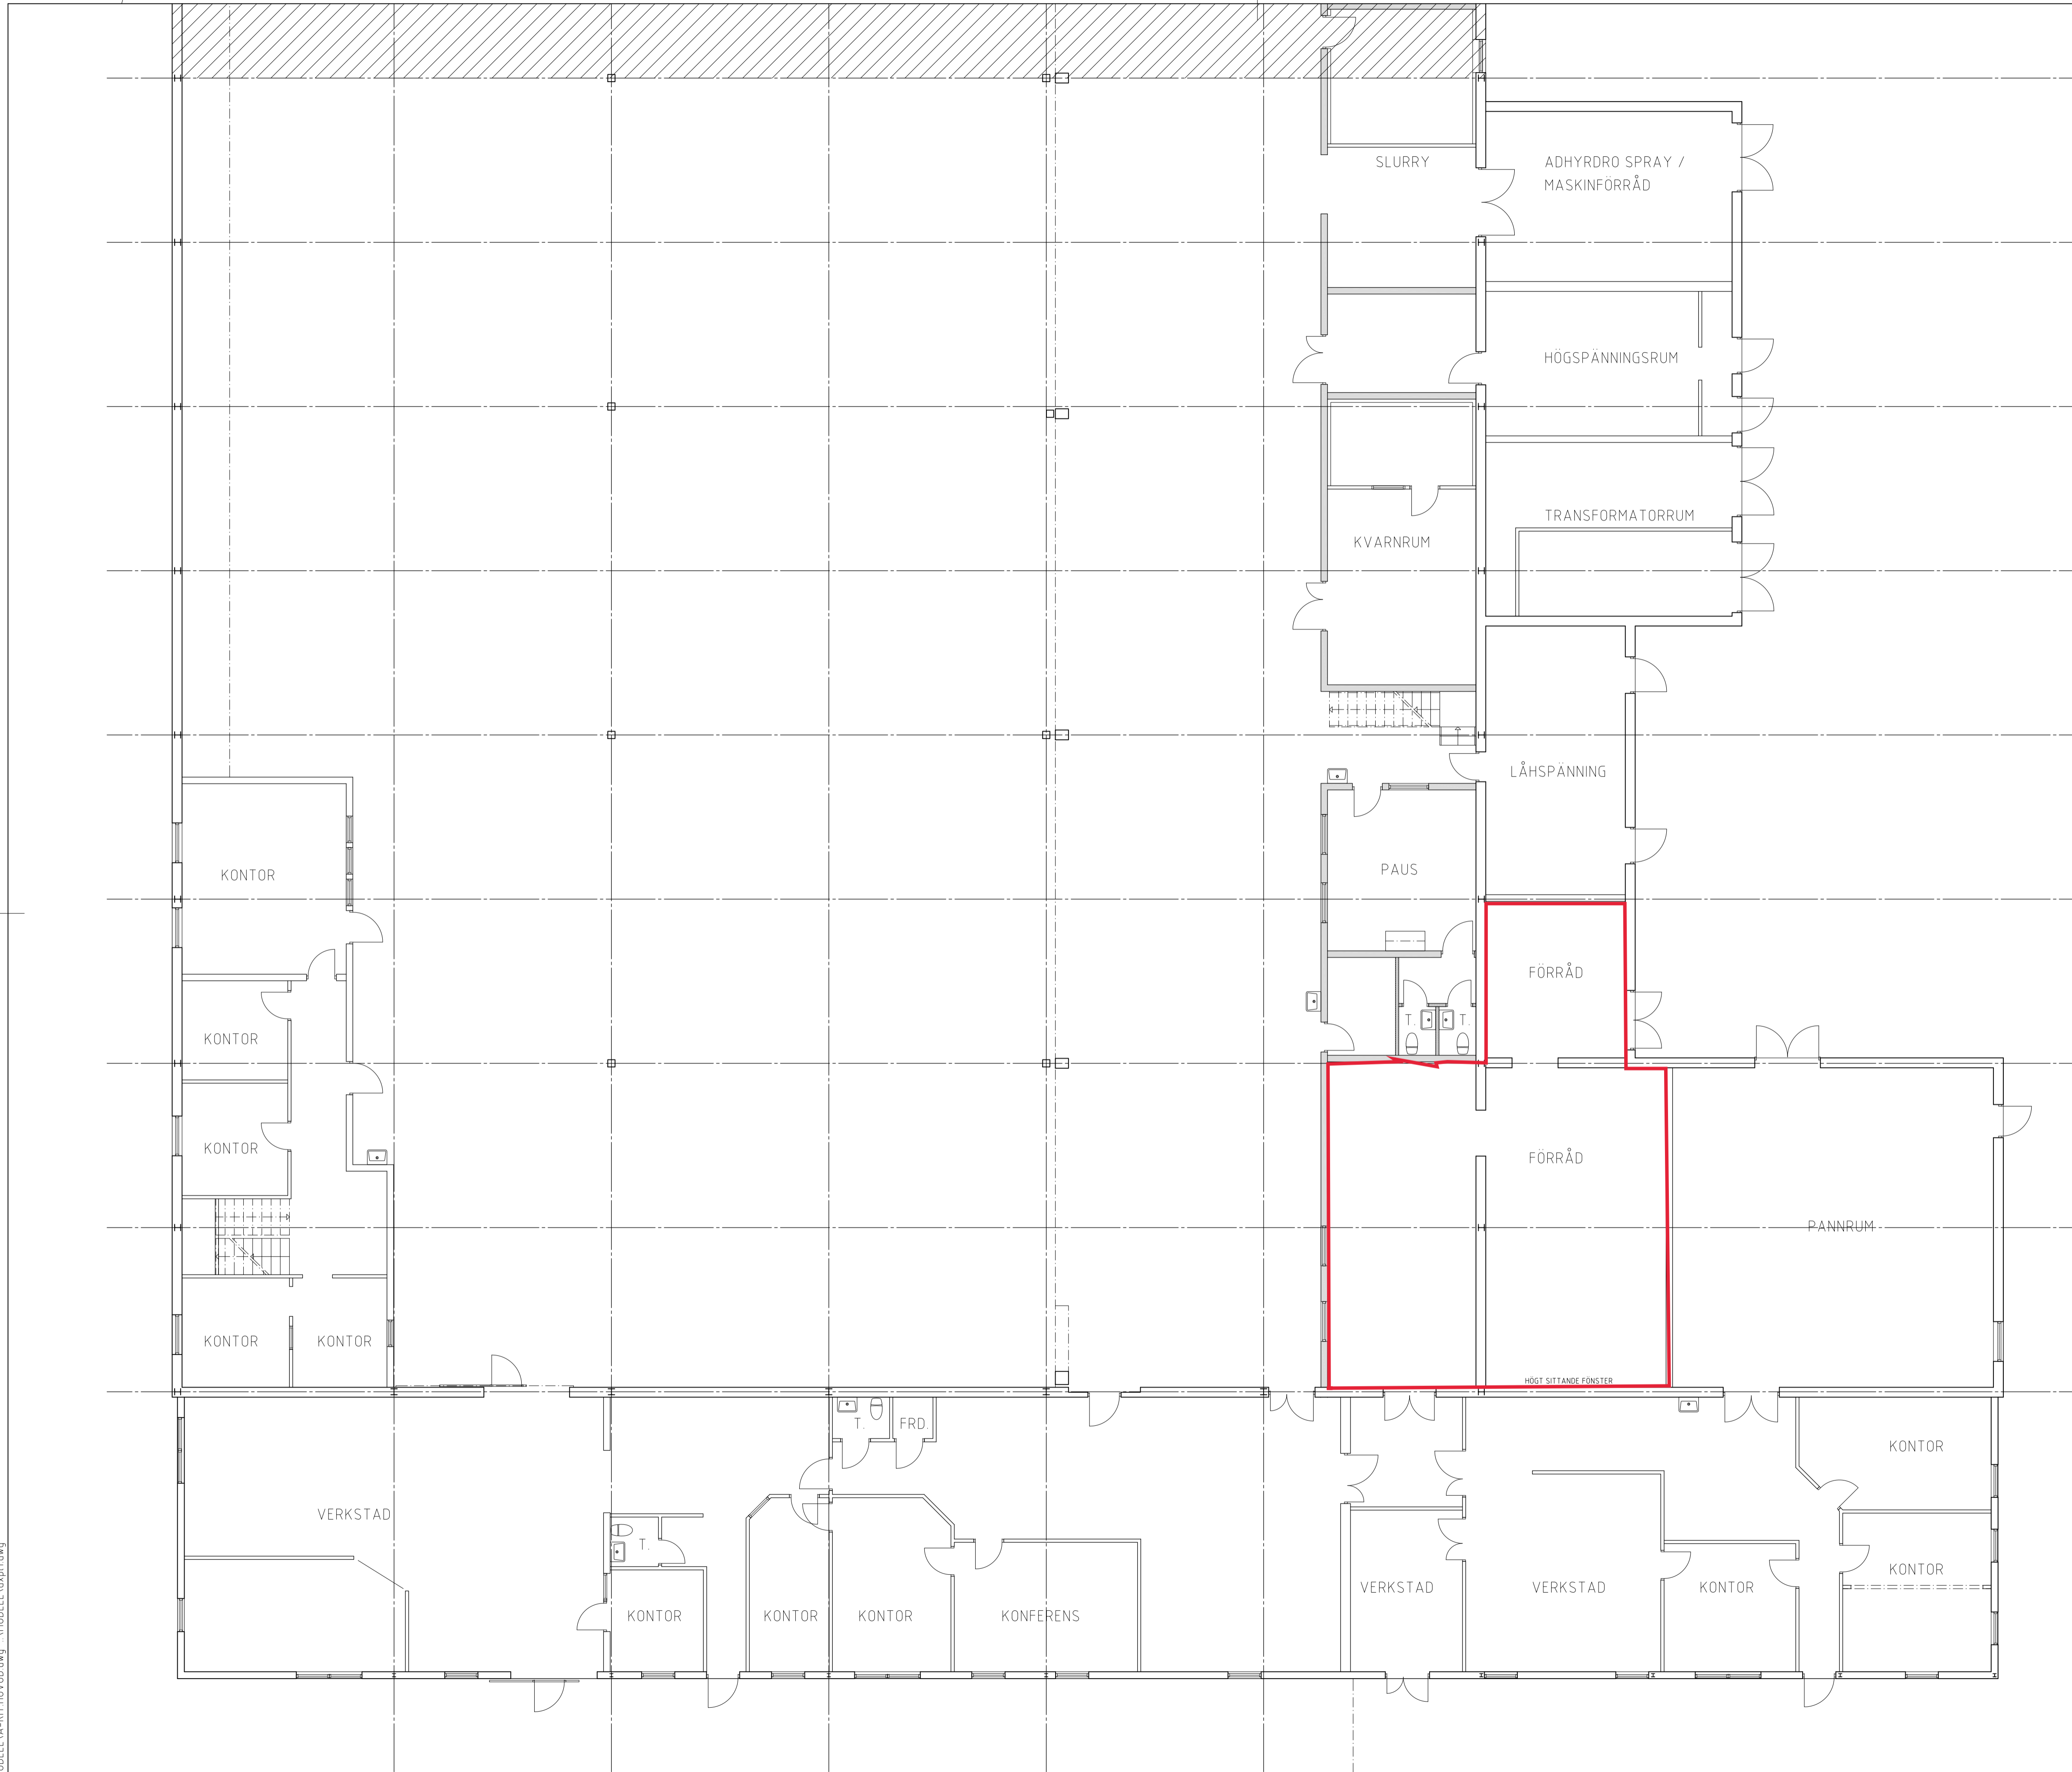 SLURRY
ADHYRDRO SPRAY /
MASKINFÖRRÅD
HÖGSPÄNNINGSRUM
TRANSFORMATORRUM
KVARNRUM
LÅHSPÄNNING
PAUS
KONTOR
FÖRRÅD
T.
T.
KONTOR
KONTOR
FÖRRÅD
PANNRUM
KONTOR
KONTOR
HÖGT SITTANDE FÖNSTER
T.
FRD.
KONTOR
VERKSTAD
T.
KONTOR
VERKSTAD
VERKSTAD
KONTOR
KONTOR
KONTOR
KONTOR
KONFERENS